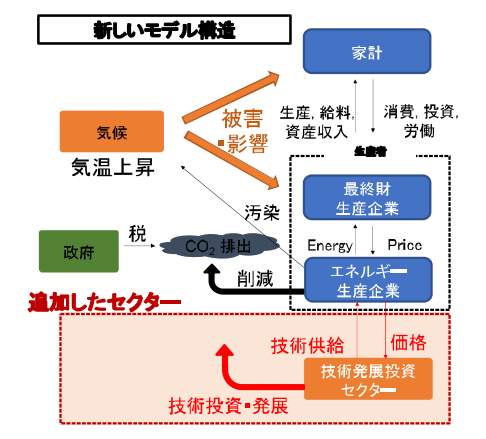 新しいモデル構造
家計
生産, 給料,
資産収入
消費, 投資,
労働
被害
・影響
気候
気温上昇
生産者
最終財
生産企業
汚染
税
政府
CO2 排出
Energy
Price
エネルギー
生産企業
削減
追加したセクター
技術供給
価格
技術発展投資
セクター
技術投資・発展